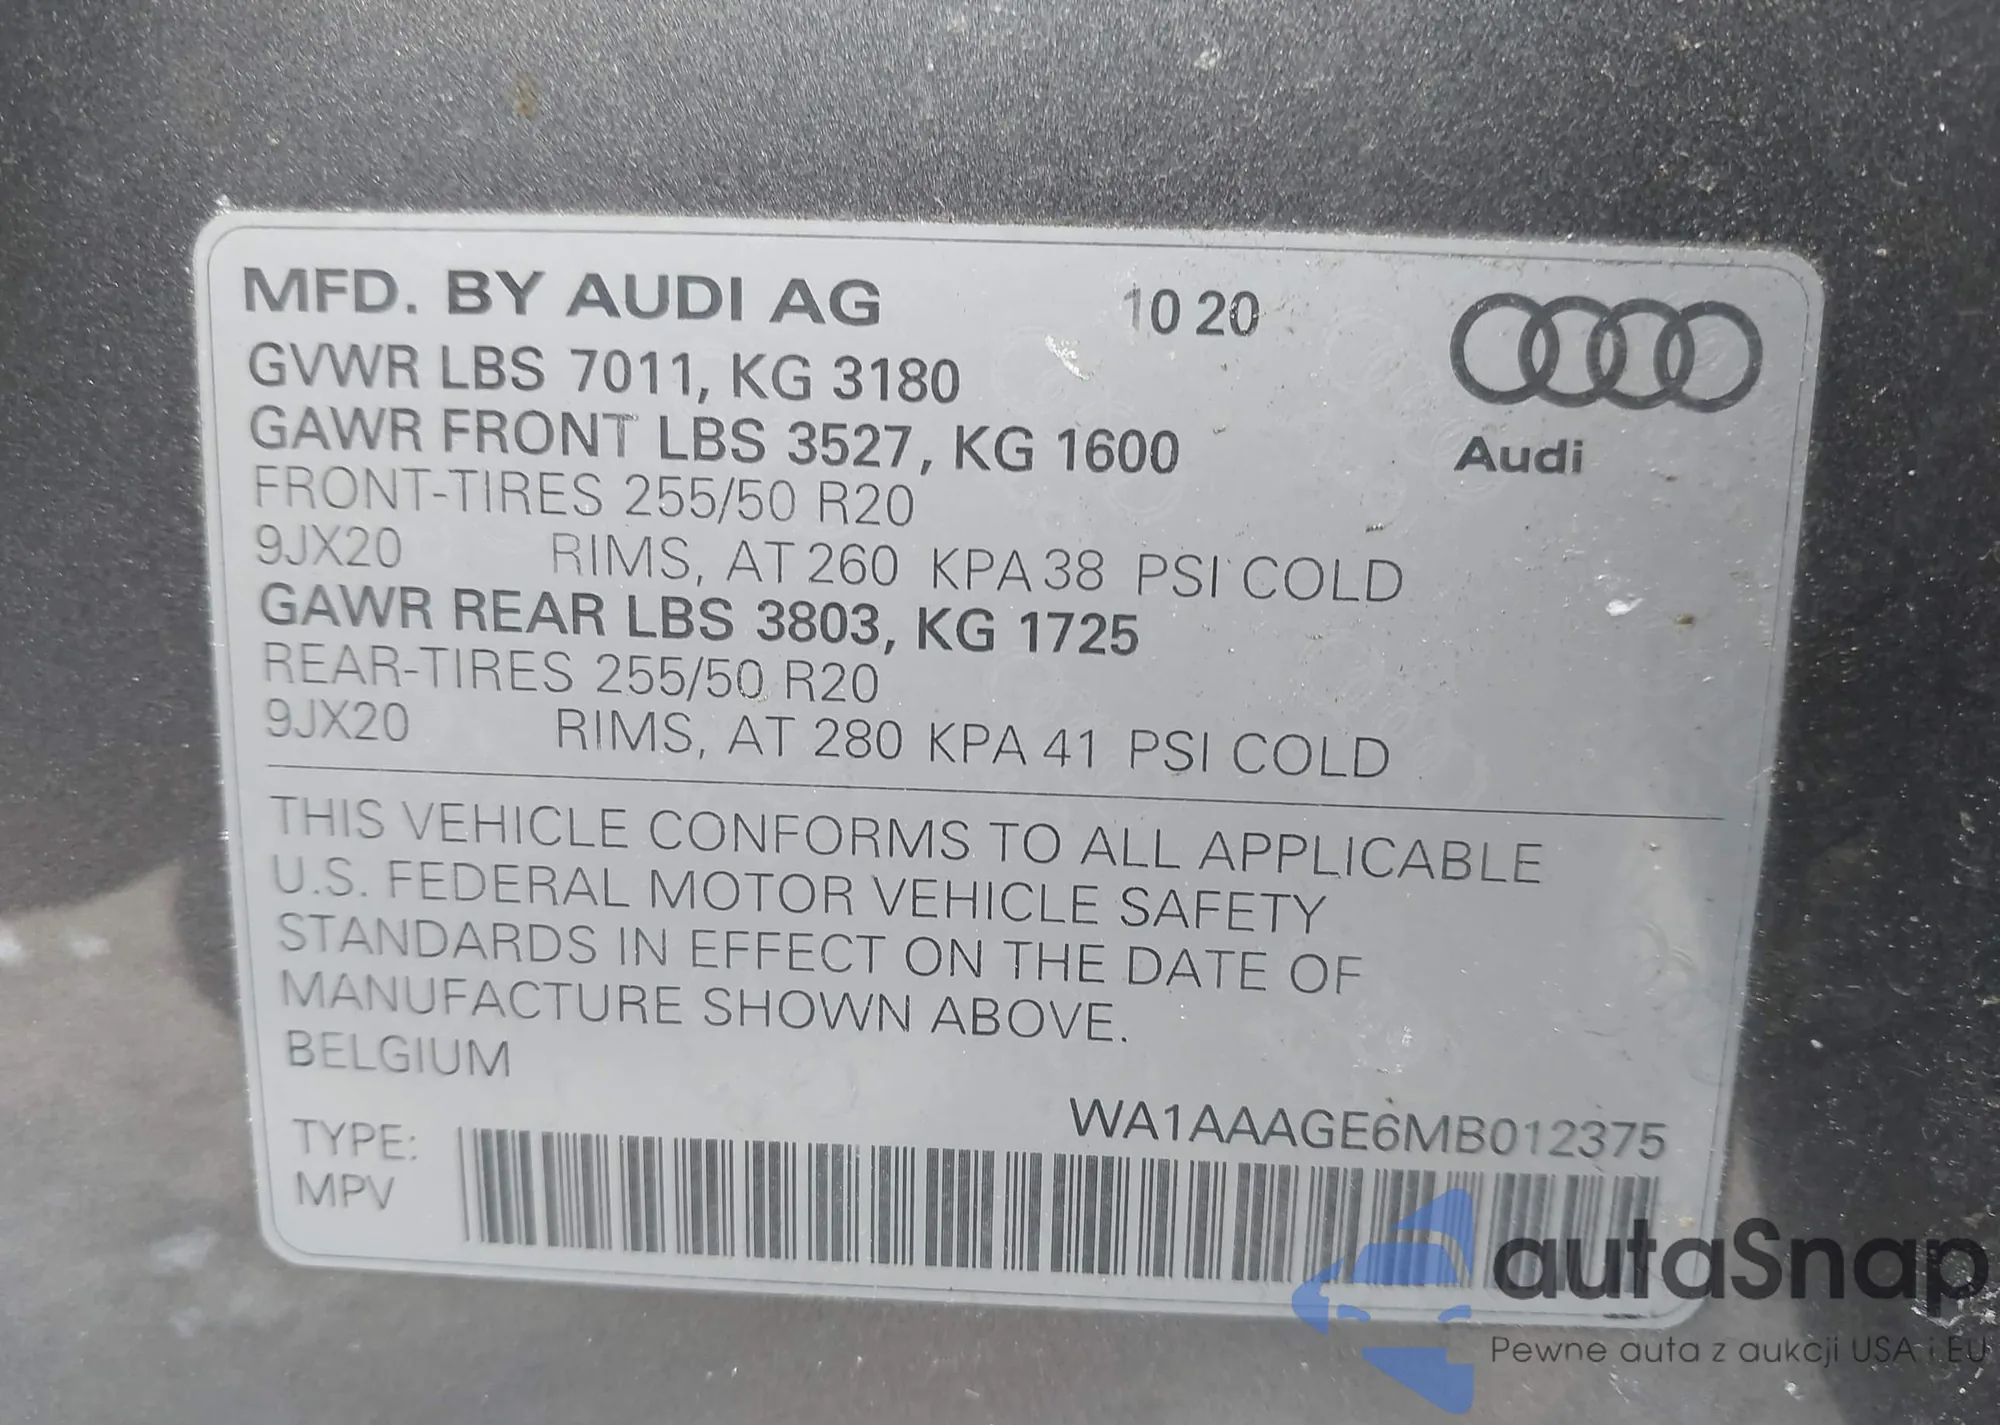 MFD. BY AUDI AG 10 20
GVWR LBS 7011, KG 3180
GAWR FRONT LBS 3527, KG 1600
FRONT-TIRES 255/50 R20
9JX20 RIMS, AT 260 KPA 38 PSI COLD
GAWR REAR LBS 3803, KG 1725
REAR-TIRES 255/50 R20
9JX20 RIMS, AT 280 KPA 41 PSI COLD
Audi
THIS VEHICLE CONFORMS TO ALL APPLICABLE
U.S. FEDERAL MOTOR VEHICLE SAFETY
STANDARDS IN EFFECT ON THE DATE OF
MANUFACTURE SHOWN ABOVE.
BELGIUM
WA1AAAGE6MB012375
TYPE:
MPV
autaSnap
Pewne auta z aukcji USA i EU